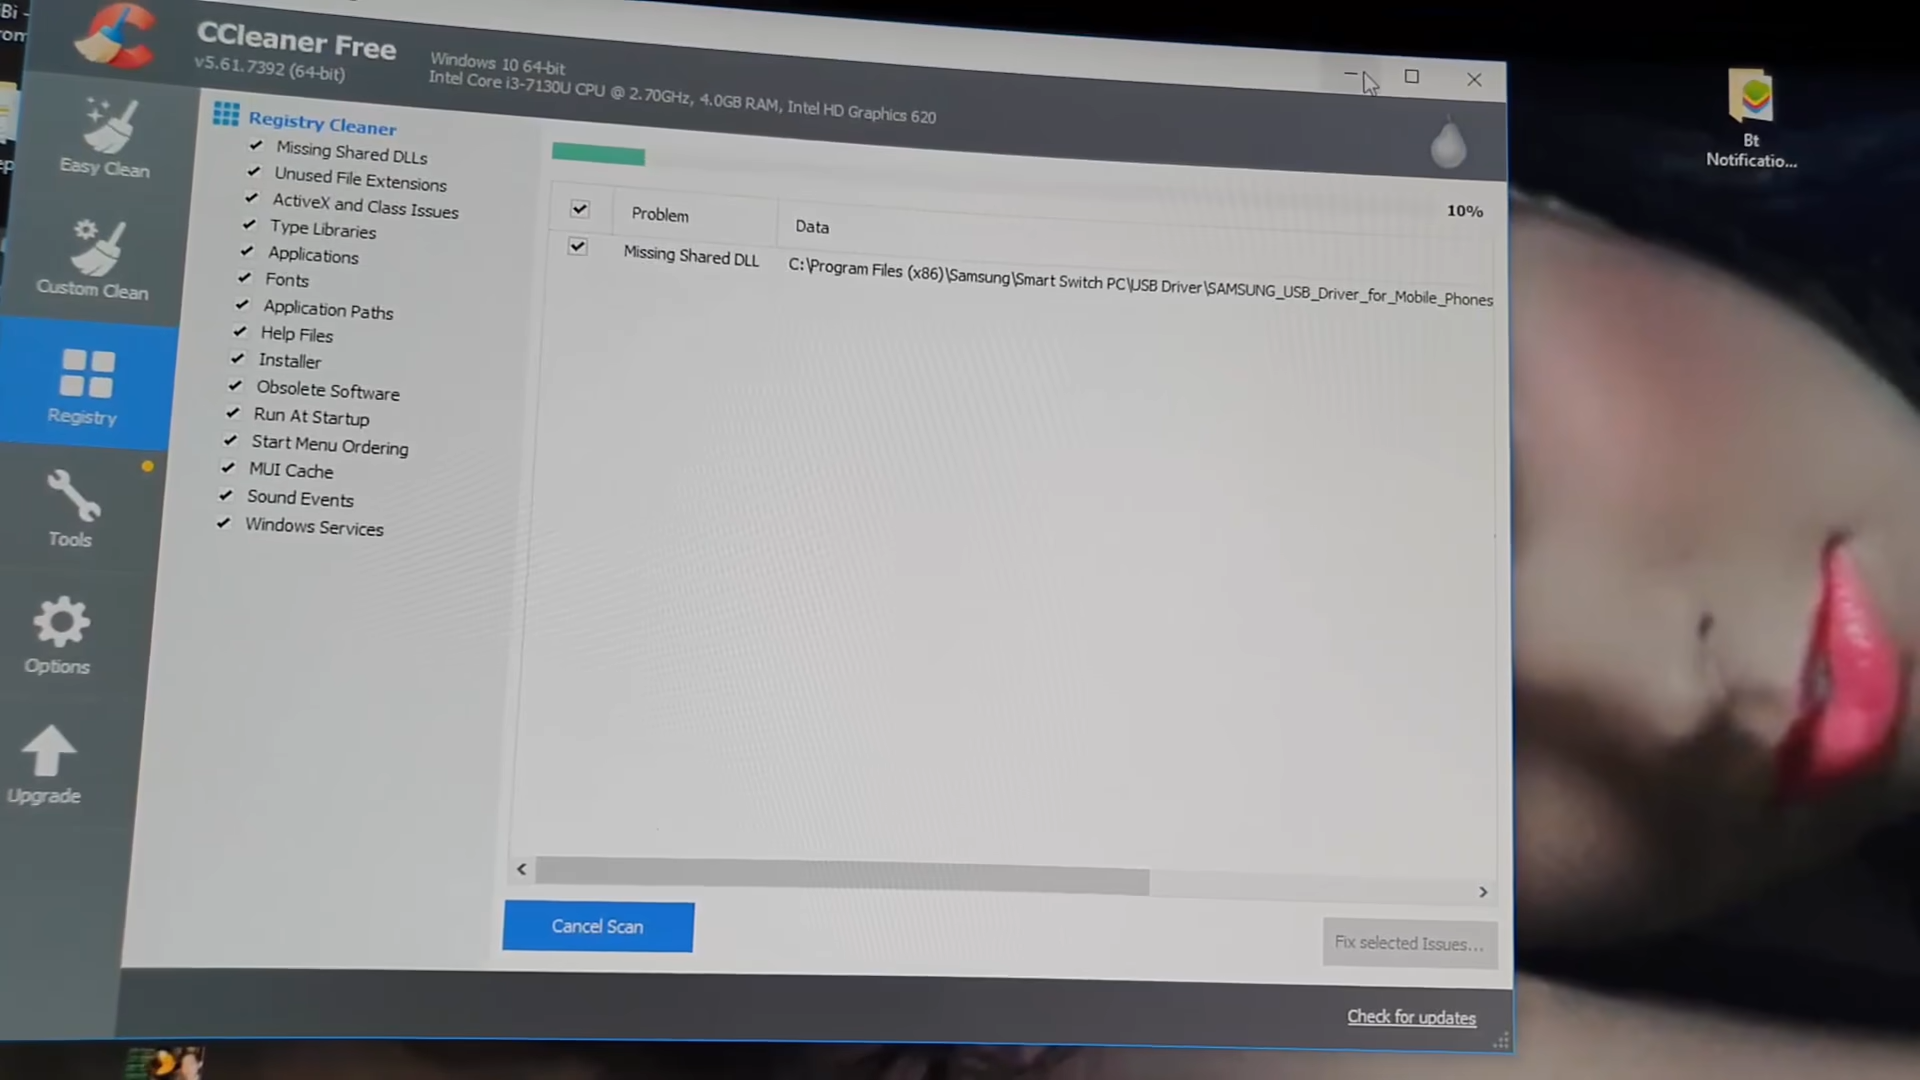 CCleaner Free
v5.61.7392 (64-bit)
Windows 10 64-bit
Intel Core i3-7130U CPU @ 2.70GHz, 4.0GB RAM, Intel HD Graphics 620
Easy Clean
Custom Clean
Registry
Tools
Options
Upgrade
Registry Cleaner
Missing Shared DLLs
Unused File Extensions
ActiveX and Class Issues
Type Libraries
Applications
Fonts
Application Paths
Help Files
Installer
Obsolete Software
Run At Startup
Start Menu Ordering
MUI Cache
Sound Events
Windows Services
10%
Problem Data
Missing Shared DLL C:\Program Files (x86)\Samsung\Smart Switch PC\USB Driver\SAMSUNG_USB_Driver_for_Mobile_Phones
Cancel Scan
Fix selected Issues...
Check for updates
Bt
Notificatio...